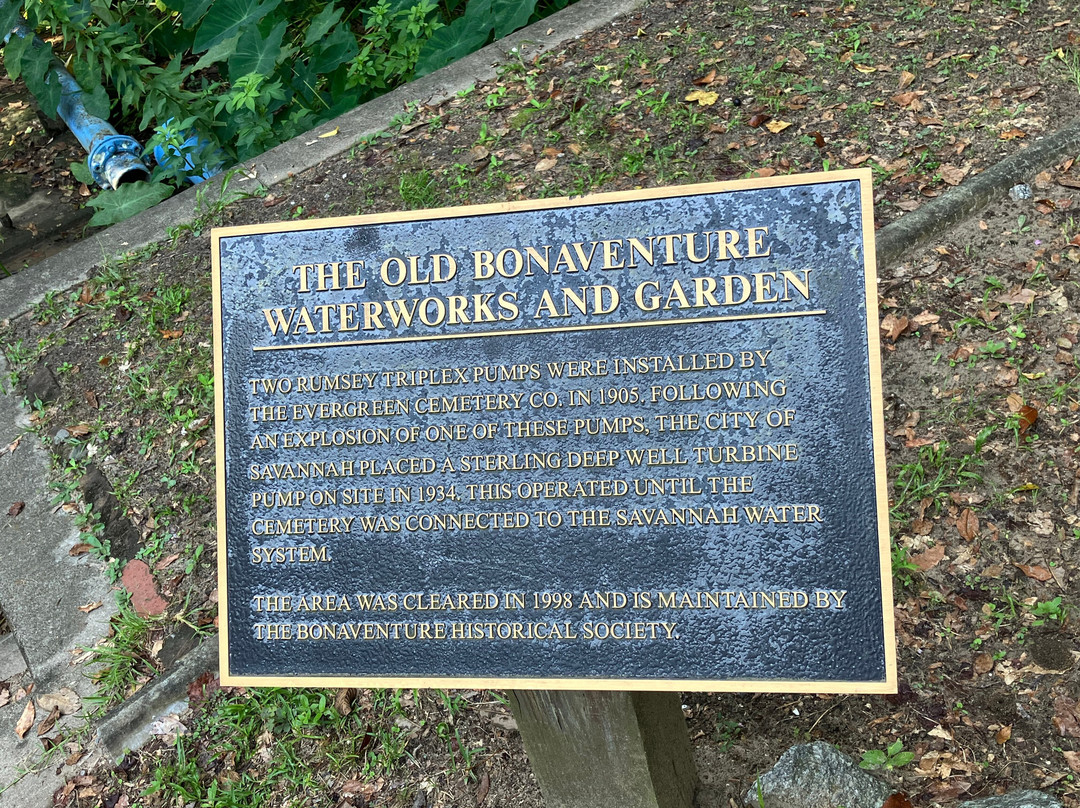 THE OLD BONAVENTURE
WATERWORKS AND GARDEN
TWO RUMSEY TRIPLEX PUMPS WERE INSTALLED BY
THE EVERGREEN CEMETERY CO. IN 1905. FOLLOWING
AN EXPLOSION OF ONE OF THESE PUMPS, THE CITY OF
SAVANNAH PLACED A STERLING DEEP WELL TURBINE
PUMP ON SITE IN 1934. THIS OPERATED UNTIL THE
CEMETERY WAS CONNECTED TO THE SAVANNAH WATER
SYSTEM.
THE AREA WAS CLEARED IN 1998 AND IS MAINTAINED BY
THE BONAVENTURE HISTORICAL SOCIETY.